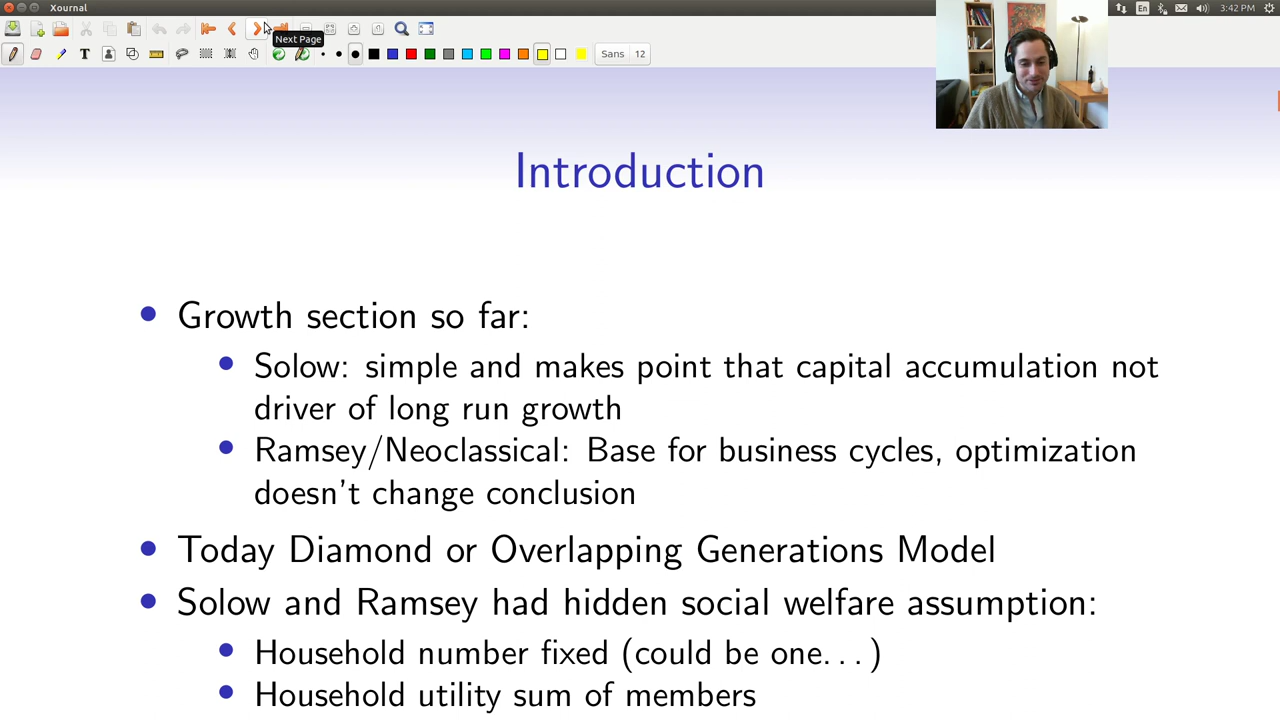 Xournal
En
3:42 PM
T
Sans 12
Next Page
Introduction
• Growth section so far:
• Solow: simple and makes point that capital accumulation not
driver of long run growth
• Ramsey/Neoclassical: Base for business cycles, optimization
doesn't change conclusion
• Today Diamond or Overlapping Generations Model
• Solow and Ramsey had hidden social welfare assumption:
• Household number fixed (could be one. . . )
• Household utility sum of members